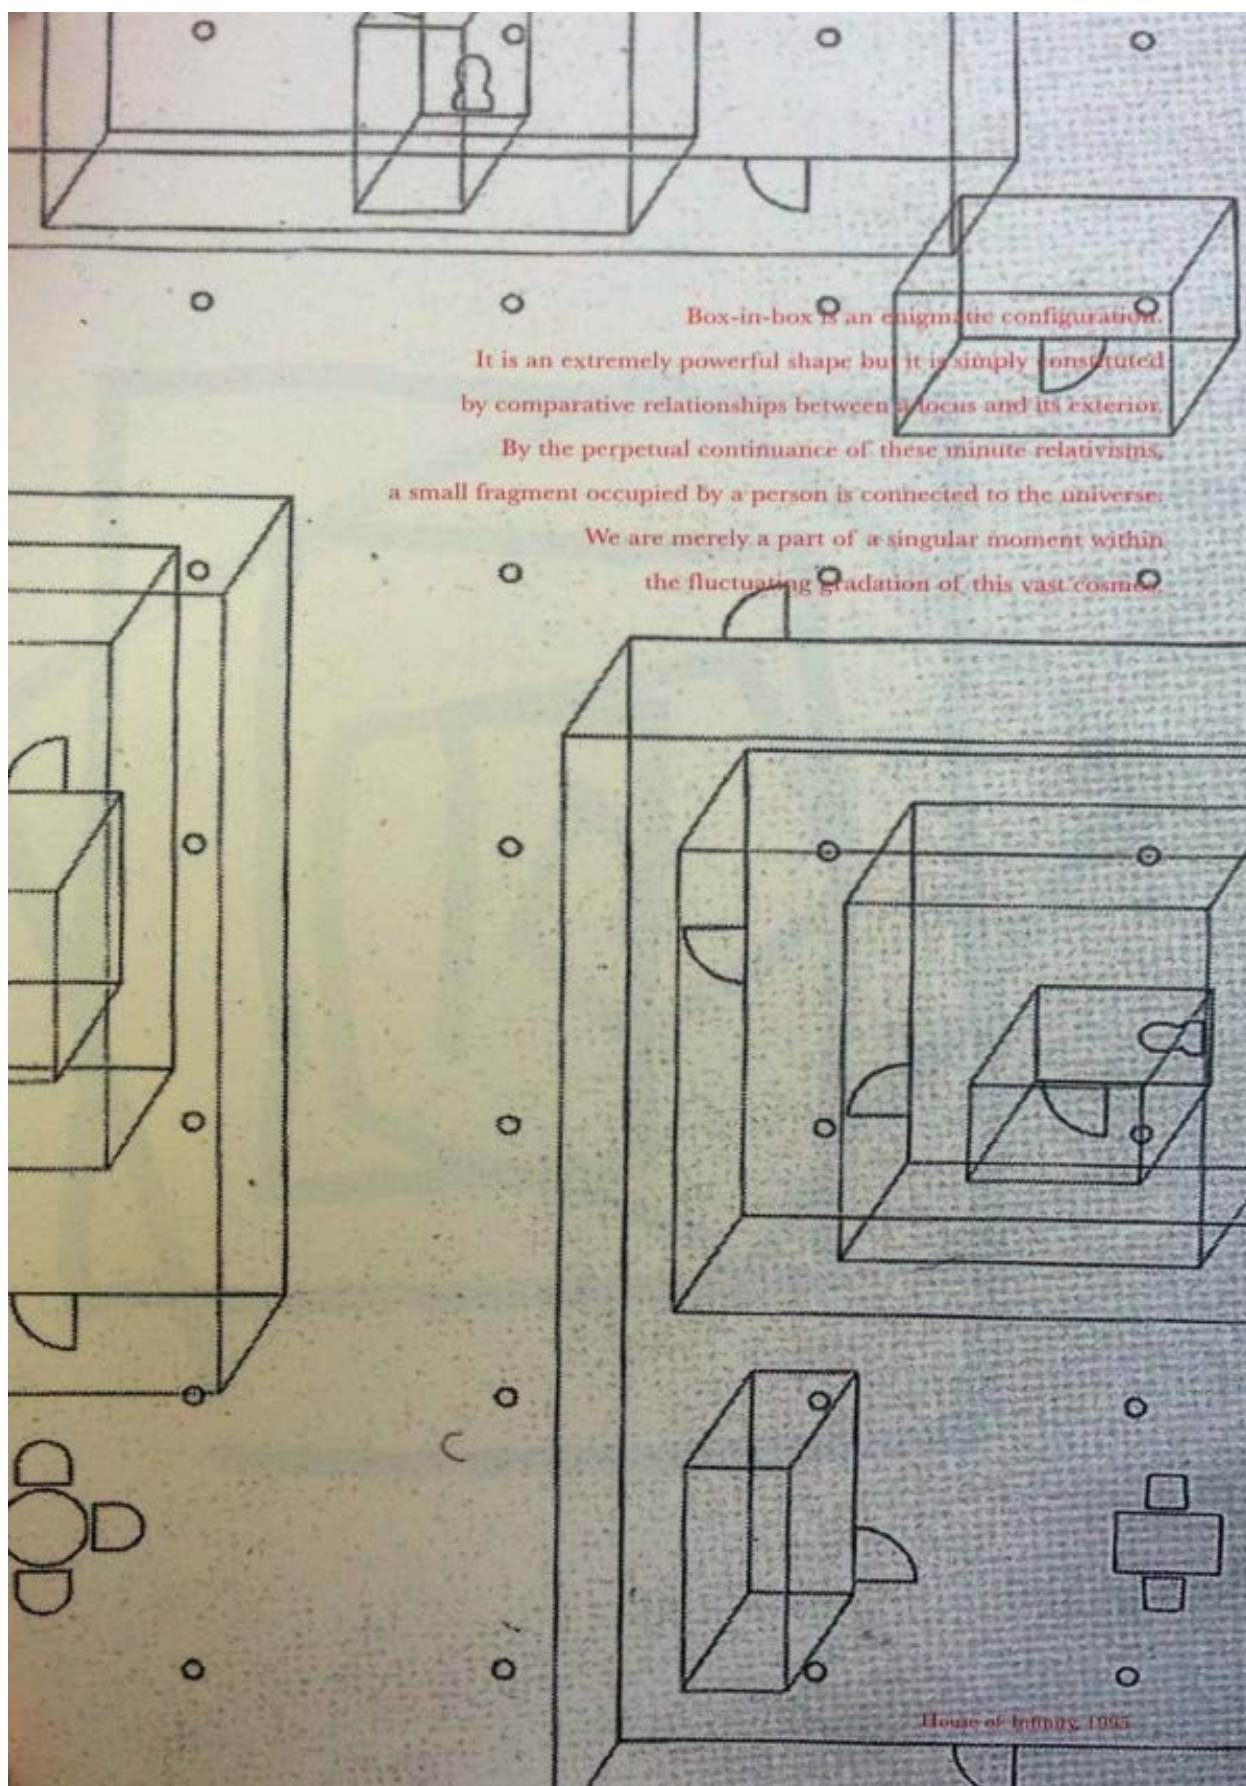 Box-in-box is an enigmatic configuration.
It is an extremely powerful shape but it is simply constituted
by comparative relationships between a locus and its exterior.
By the perpetual continuance of these minute relativisms,
a small fragment occupied by a person is connected to the universe.
We are merely a part of a singular moment within
the fluctuating gradation of this vast cosmos.
House of Infinity, 1995